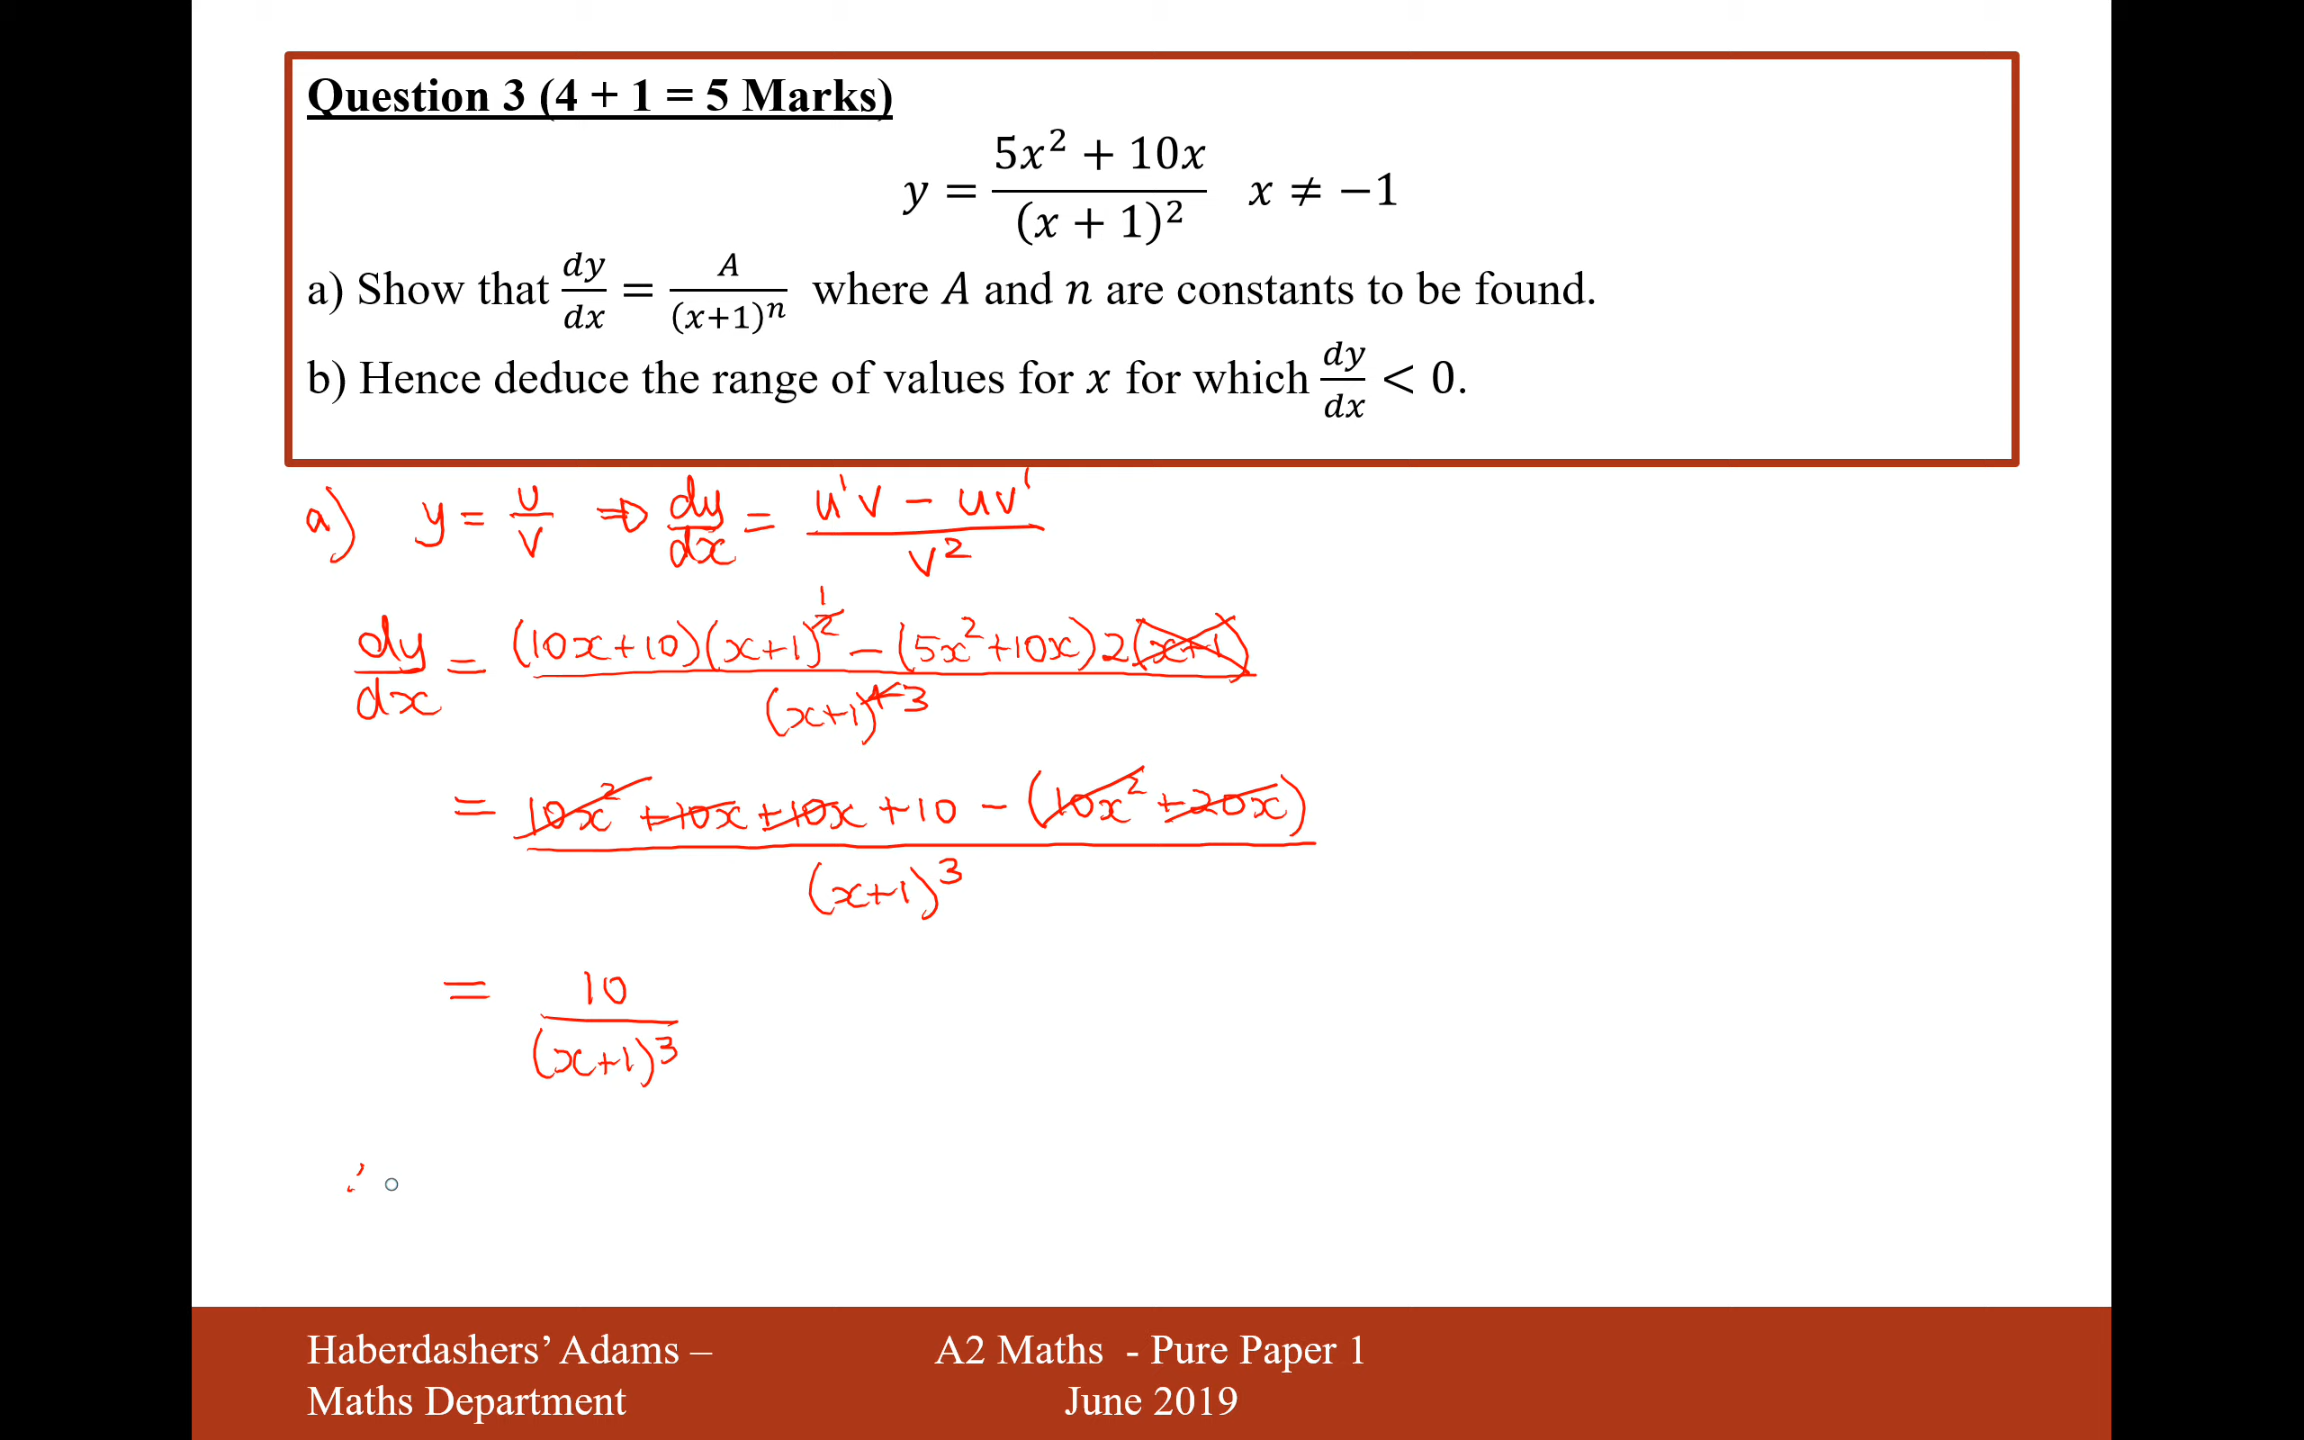 Question 3 (4 + 1 = 5 Marks)
y = (5x² + 10x)/(x + 1)² x ≠ −1
a) Show that dy/dx = A/(x+1)ⁿ where A and n are constants to be found.
b) Hence deduce the range of values for x for which dy/dx < 0.
a) y = u/v ⇒ dy/dx = (u'v − uv')/v²
dy/dx = ((10x+10)(x+1)^2 1 − (5x²+10x)2(x+1))/(x+1)^4 3
= (10x² + 10x + 10x + 10 − (10x² + 20x))/(x+1)³
= 10/(x+1)³
Haberdashers’ Adams –
Maths Department
A2 Maths - Pure Paper 1
June 2019